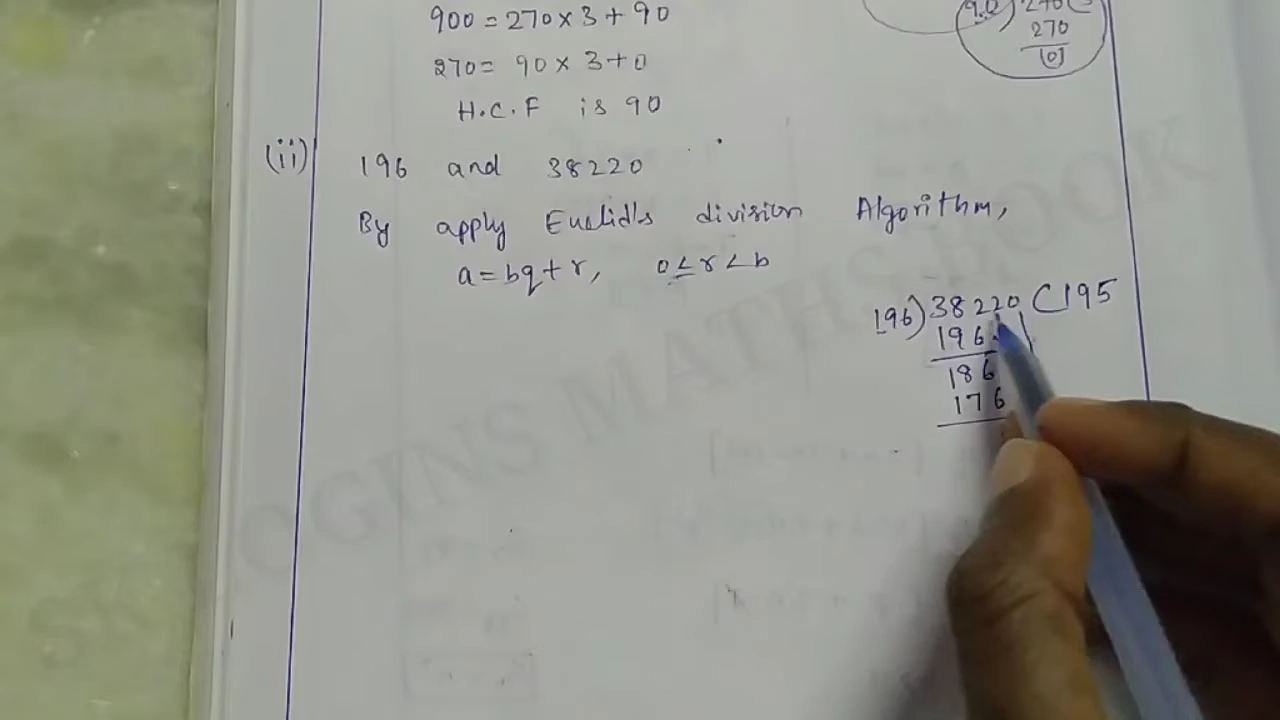 900 = 270 × 3 + 90
270 = 90 × 3 + 0
H.C.F is 90
270
270
0
(ii) 196 and 38220
By apply Euclid's division Algorithm,
a = bq + r, 0 ≤ r < b
196) 38220 (195
196
186
176